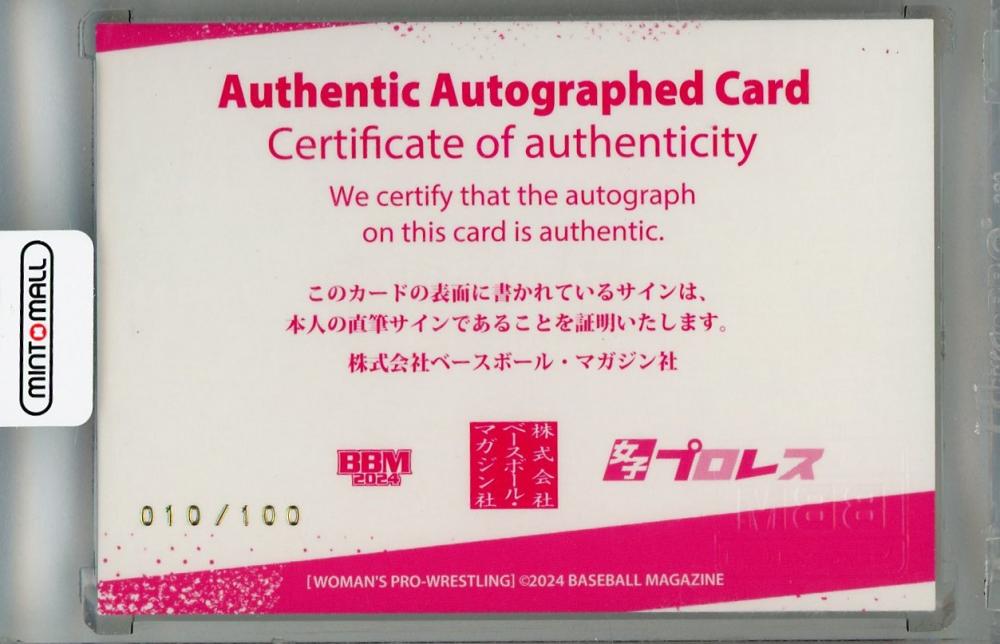 Authentic Autographed Card
Certificate of authenticity
We certify that the autograph
on this card is authentic.
このカードの表面に書かれているサインは、
本人の直筆サインであることを証明いたします。
株式会社ベースボール・マガジン社
MINT MALL
BBM
2024
株式会社
ベースボール・
マガジン社
女子プロレス
BBM
010/100
[WOMAN'S PRO-WRESTLING] ©2024 BASEBALL MAGAZINE